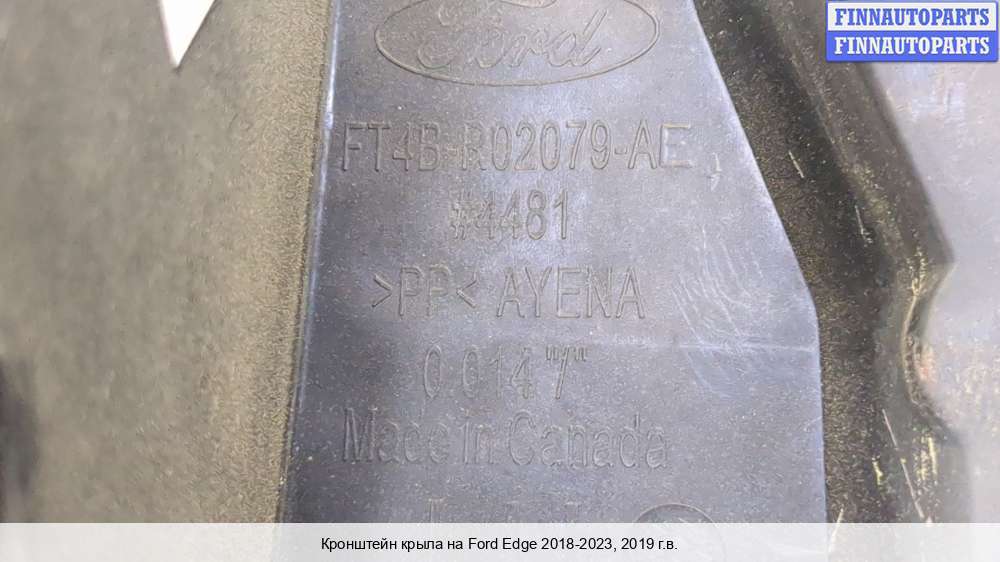 FINNAUTOPARTS
FINNAUTOPARTS
Ford
FT4B-R02079-AE
#4481
>PP< AYENA
0.014"7"
Made in Canada
Кронштейн крыла на Ford Edge 2018-2023, 2019 г.в.